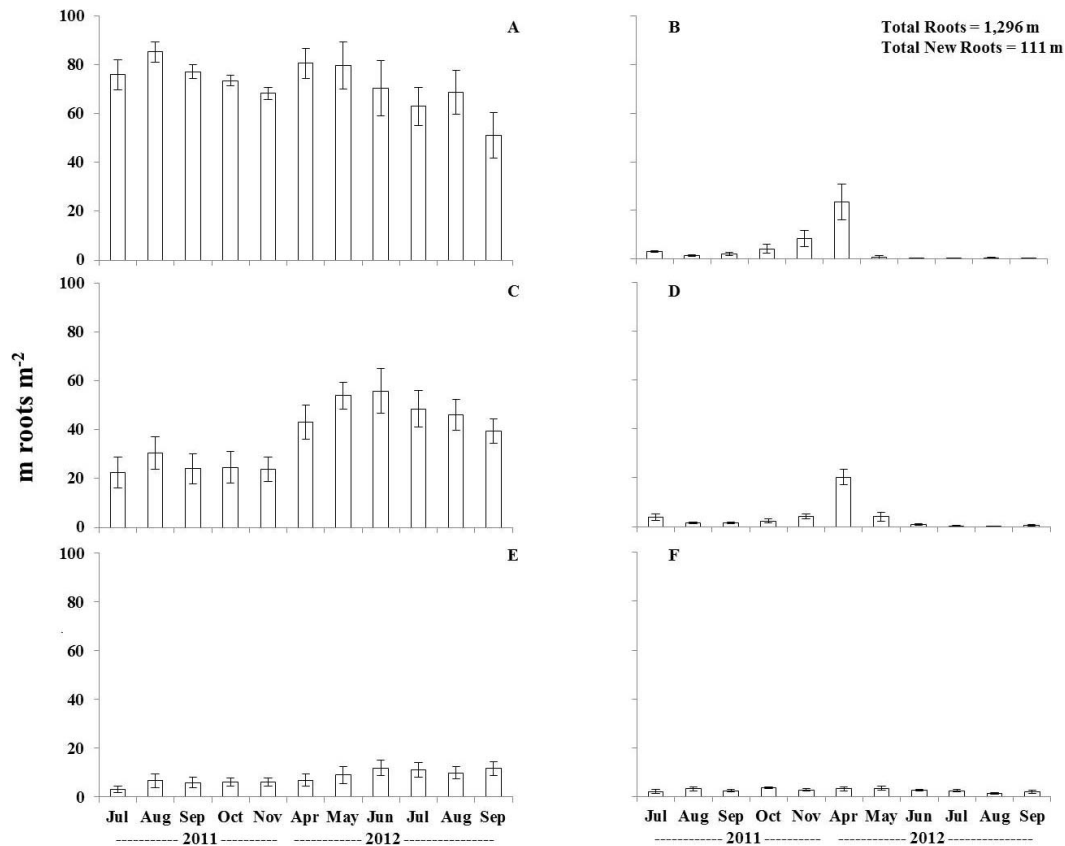 A
100
80
60
40
20
0
B
Total Roots = 1,296 m
Total New Roots = 111 m
m roots m⁻²
C
100
80
60
40
20
0
D
E
100
80
60
40
20
0
F
Jul Aug Sep Oct Nov Apr May Jun Jul Aug Sep
----------- 2011 ---------- ------------ 2012 ----------------
Jul Aug Sep Oct Nov Apr May Jun Jul Aug Sep
------------ 2011 ---------- ------------ 2012 ----------------